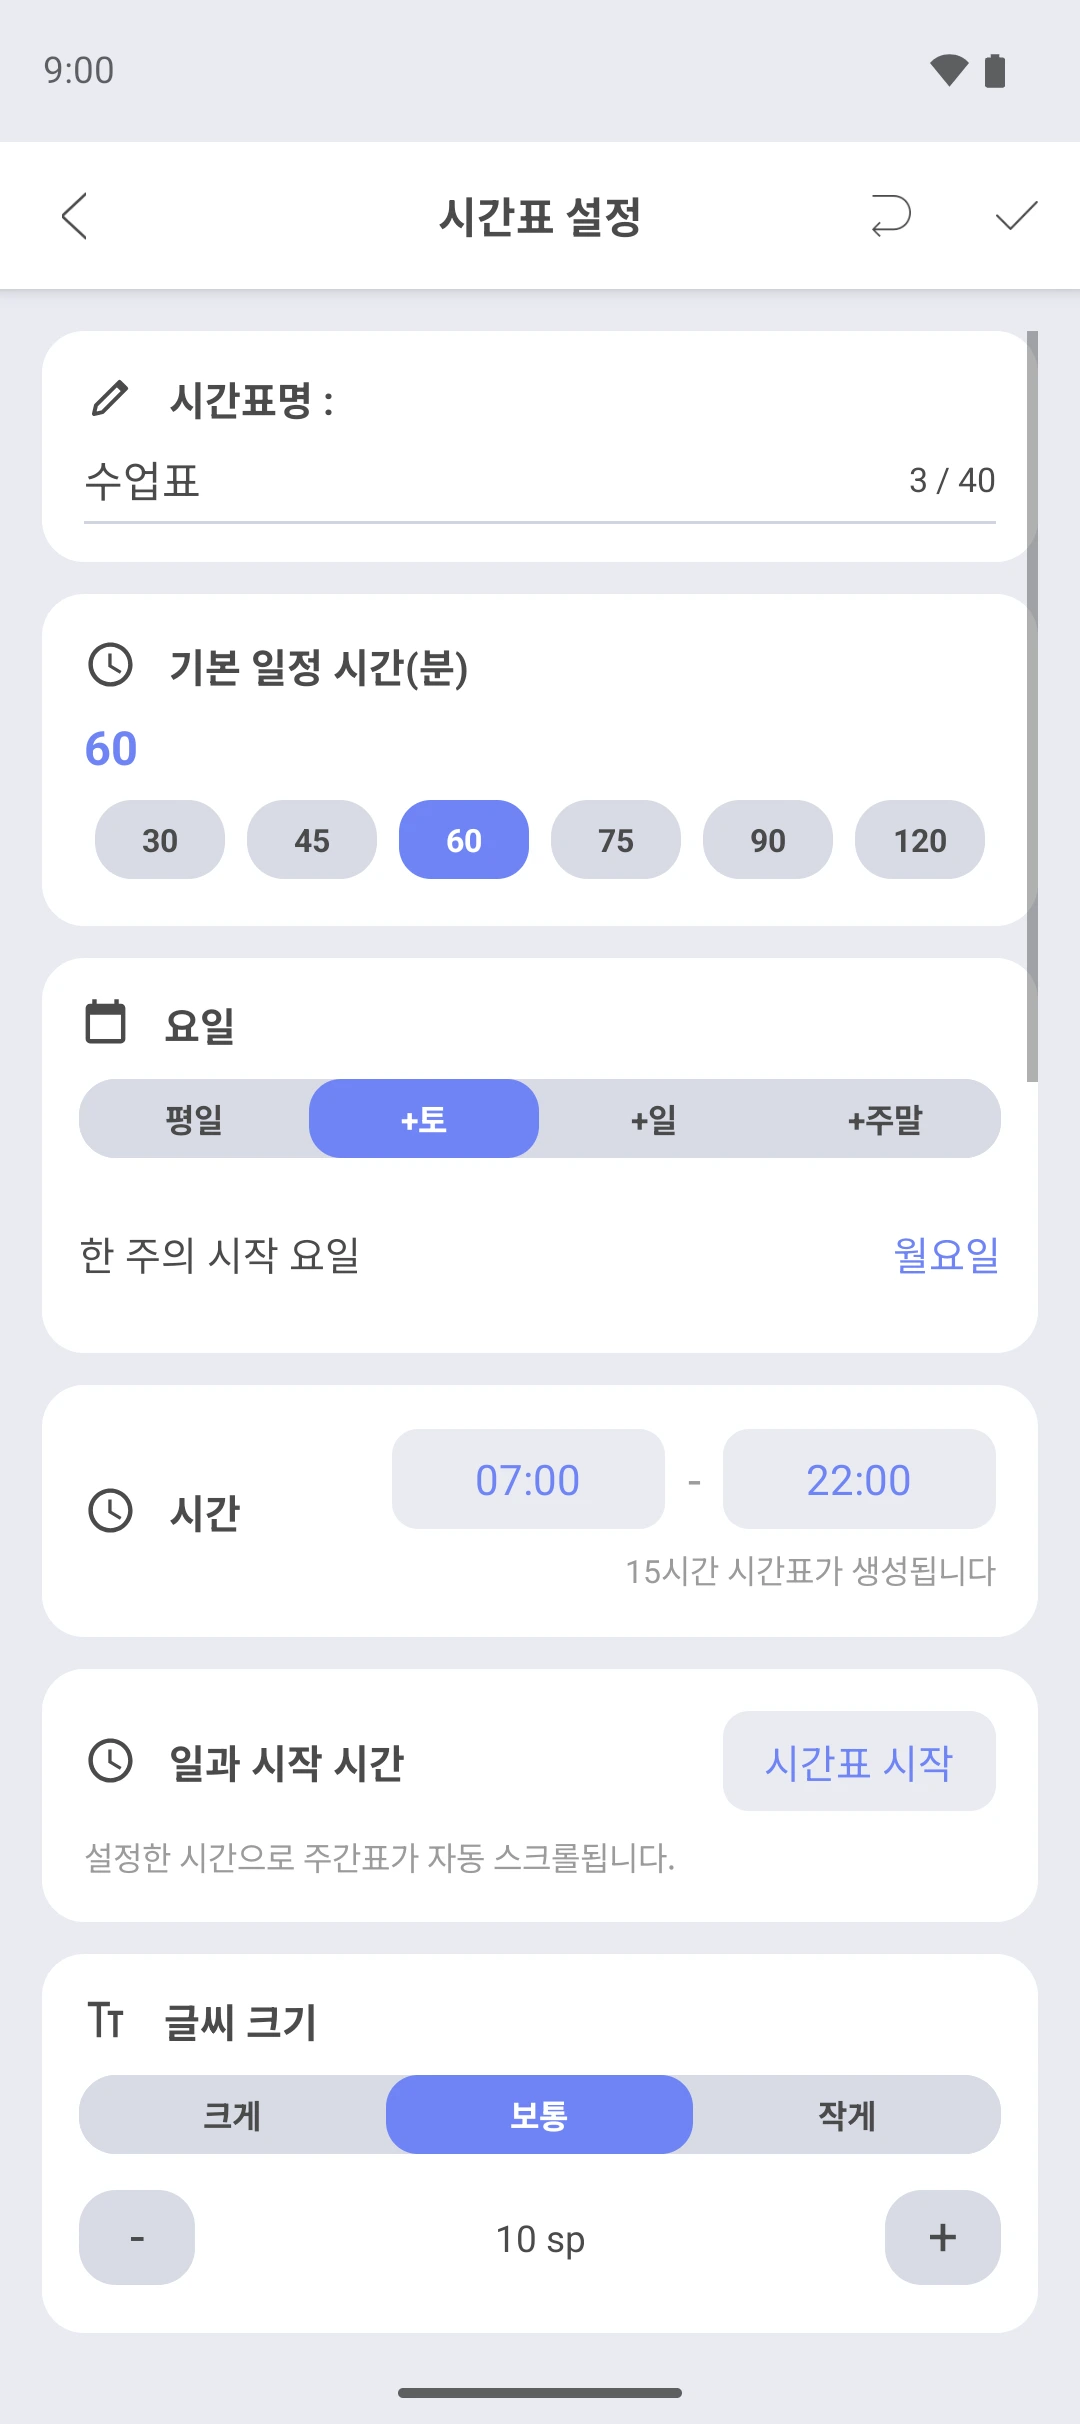 9:00
시간표 설정
시간표명 :
수업표 3 / 40
기본 일정 시간(분)
60
30 45 60 75 90 120
요일
평일 +토 +일 +주말
한 주의 시작 요일 월요일
시간 07:00 - 22:00
15시간 시간표가 생성됩니다
일과 시작 시간 시간표 시작
설정한 시간으로 주간표가 자동 스크롤됩니다.
글씨 크기
크게 보통 작게
- 10 sp +